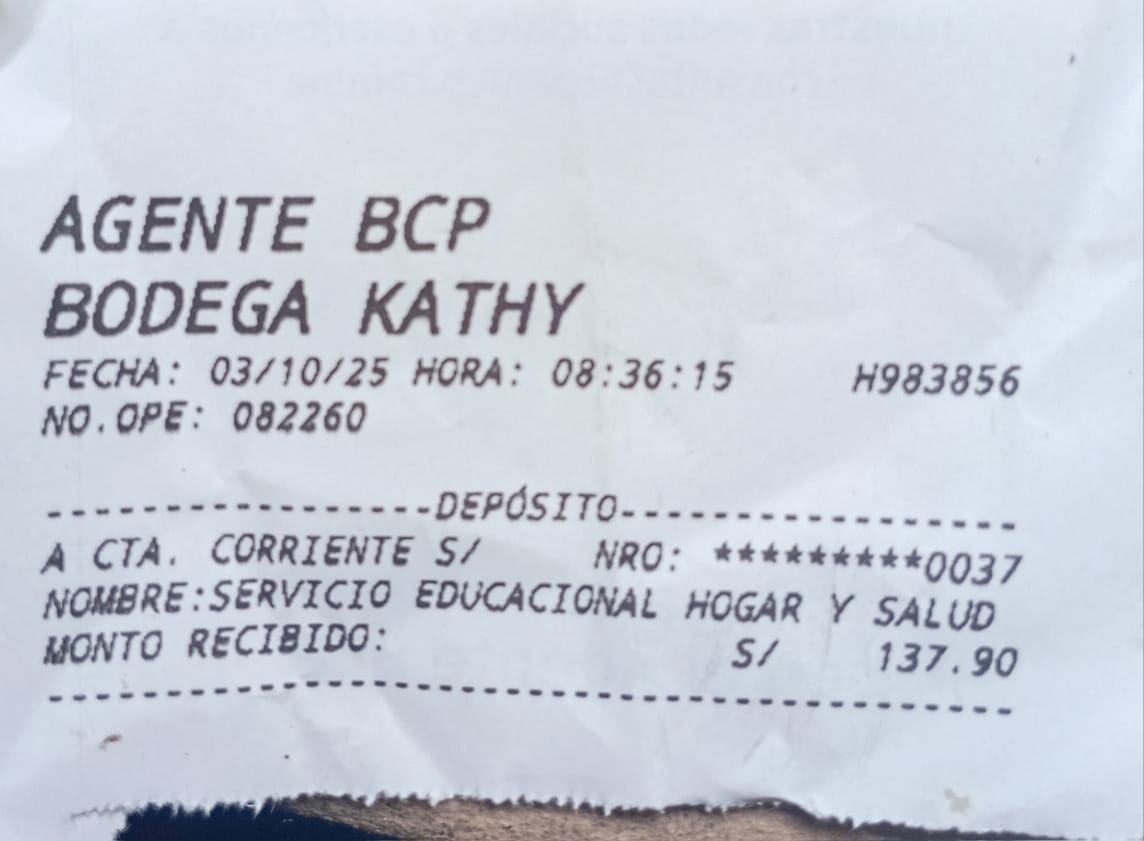 AGENTE BCP
BODEGA KATHY
FECHA: 03/10/25 HORA: 08:36:15 H983856
NO.OPE: 082260
-----------------DEPÓSITO-----------------
A CTA. CORRIENTE S/ NRO: *********0037
NOMBRE:SERVICIO EDUCACIONAL HOGAR Y SALUD
MONTO RECIBIDO: S/ 137.90
------------------------------------------